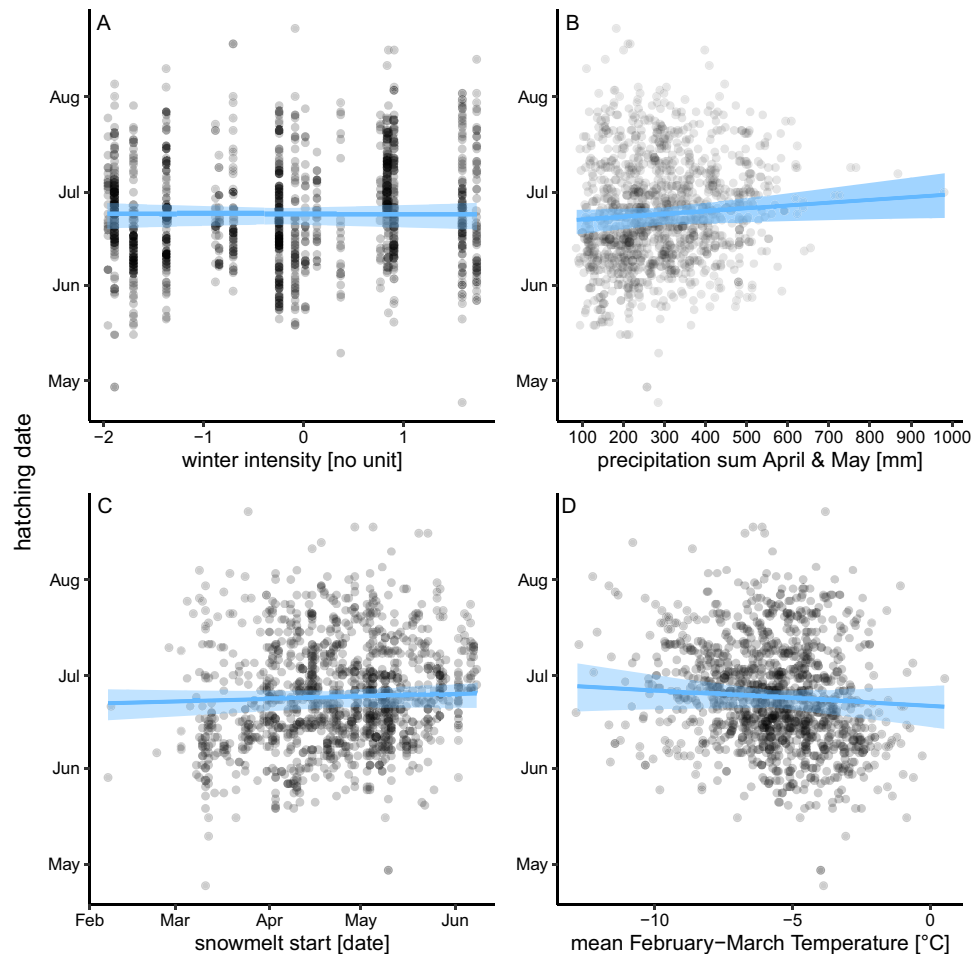 A
Aug
Jul
Jun
May
−2 −1 0 1
winter intensity [no unit]
B
Aug
Jul
Jun
May
100 200 300 400 500 600 700 800 900 1000
precipitation sum April & May [mm]
hatching date
C
Aug
Jul
Jun
May
Feb Mar Apr May Jun
snowmelt start [date]
D
Aug
Jul
Jun
May
−10 −5 0
mean February−March Temperature [°C]